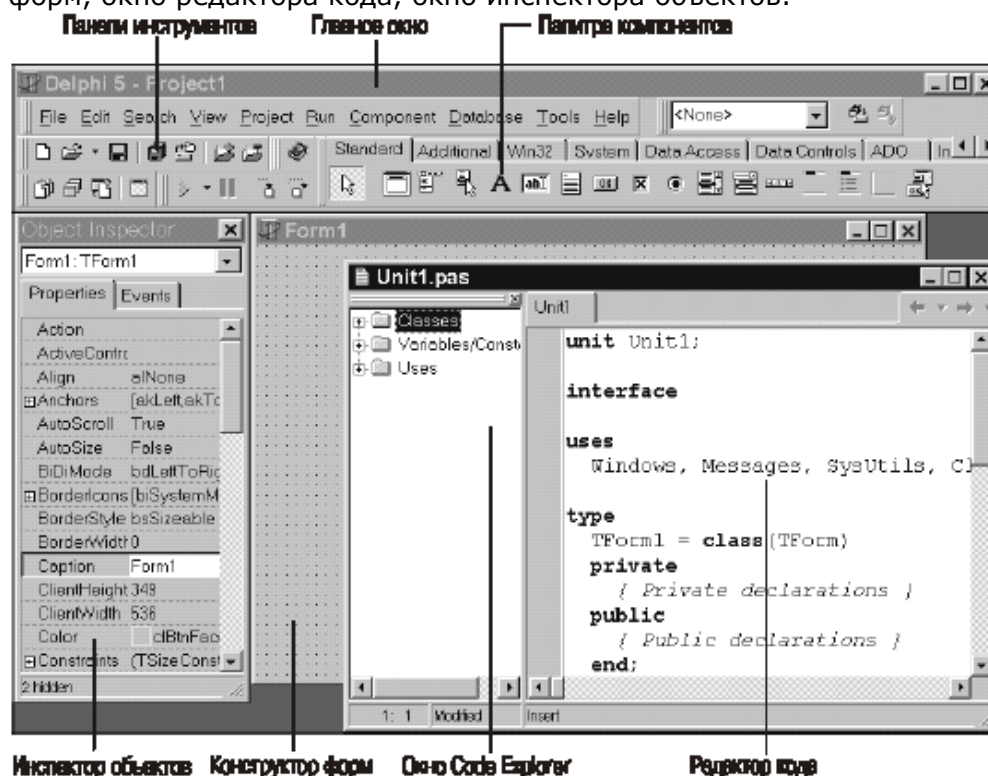 форм, окно редактора кода, окно инспектора объектов.
Панели инструментов Главное окно Палитра компонентов
Delphi 5 - Project1
File Edit Search View Project Run Component Database Tools Help <None>
Standard Additional Win32 System Data Access Data Controls ADO In
Object Inspector
Form1
Form1: TForm1
Unit1.pas
Properties Events
Unit1
Classes
Variables/Const
Uses
Action
ActiveContro
Align alNone
Anchors [akLeft,akTo
AutoScroll True
AutoSize False
BiDiMode bdLeftToRig
BorderIcons [biSystemM
BorderStyle bsSizeable
BorderWidth 0
Caption Form1
ClientHeight 349
ClientWidth 536
Color clBtnFac
Constraints (TSizeConst
2 hidden
unit Unit1;
interface
uses
Windows, Messages, SysUtils, Cl
type
TForm1 = class(TForm)
private
{ Private declarations }
public
{ Public declarations }
end;
1: 1 Modified Insert
Инспектор объектов Конструктор форм Окно Code Explorer Редактор кода